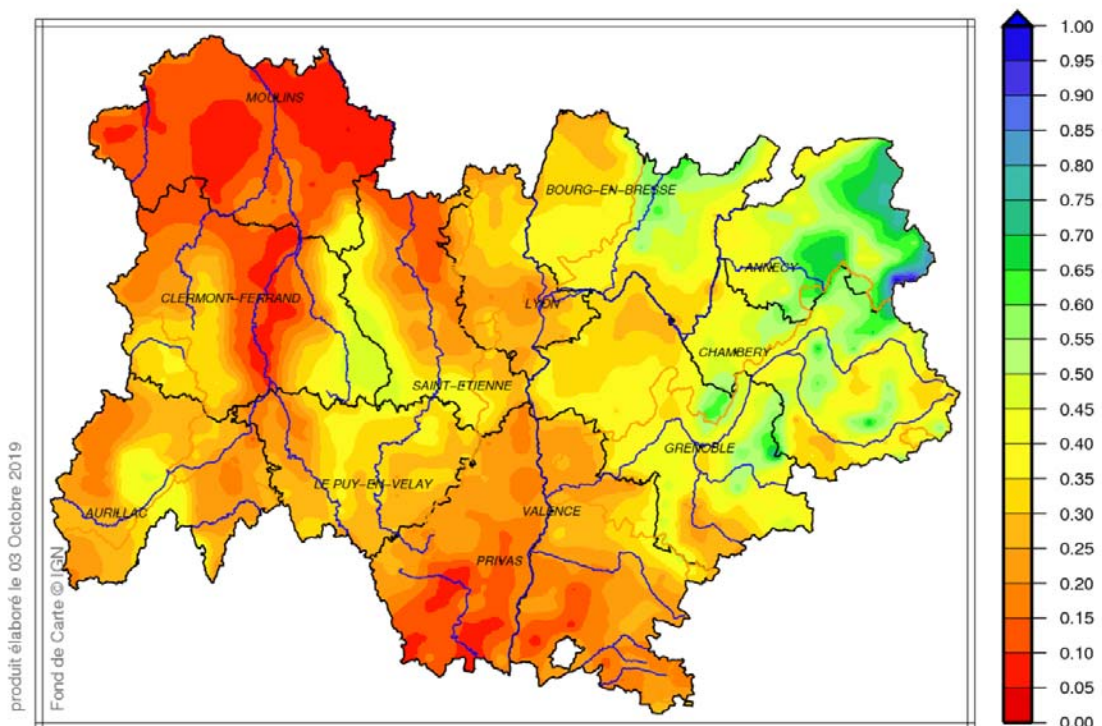 MOULINS
BOURG-EN-BRESSE
ANNECY
CLERMONT-FERRAND
LYON
CHAMBERY
SAINT-ETIENNE
GRENOBLE
LE PUY-EN-VELAY
AURILLAC
VALENCE
PRIVAS
produit élaboré le 03 Octobre 2019
Fond de Carte © IGN
1.00
0.95
0.90
0.85
0.80
0.75
0.70
0.65
0.60
0.55
0.50
0.45
0.40
0.35
0.30
0.25
0.20
0.15
0.10
0.05
0.00